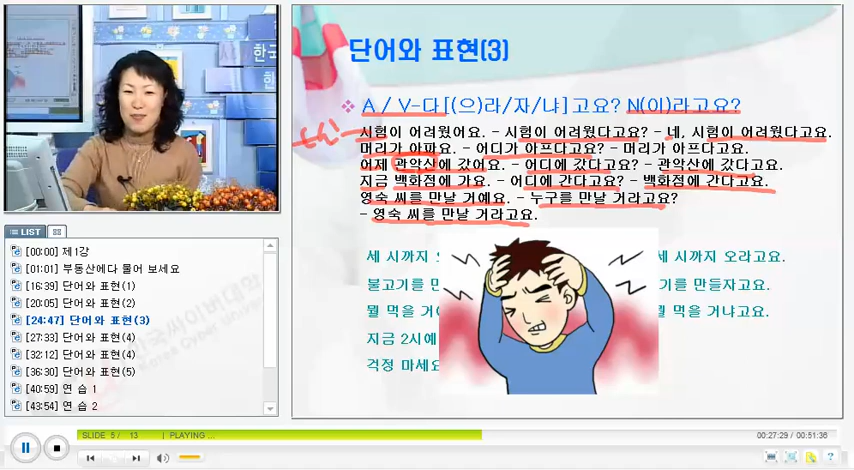 단어와 표현(3)
A / V-다[(으)라/자/냐]고요? N(이)라고요?
시험이 어려웠어요. - 시험이 어려웠다고요? - 네, 시험이 어려웠다고요.
머리가 아파요. - 어디가 아프다고요? - 머리가 아프다고요.
어제 관악산에 갔어요. - 어디에 갔다고요? - 관악산에 갔다고요.
지금 백화점에 가요. - 어디에 간다고요? - 백화점에 간다고요.
영숙 씨를 만날 거예요. - 누구를 만날 거라고요?
- 영숙 씨를 만날 거라고요.
세 시까지 세 시까지 오라고요.
불고기를 만 기를 만들자고요.
뭘 먹을 거 뭘 먹을 거냐고요.
지금 2시예
걱정 마세요
LIST
[00:00] 제1강
[01:01] 부동산에다 물어 보세요
[16:39] 단어와 표현(1)
[20:05] 단어와 표현(2)
[24:47] 단어와 표현(3)
[27:33] 단어와 표현(4)
[32:12] 단어와 표현(4)
[36:30] 단어와 표현(5)
[40:59] 연 습 1
[43:54] 연 습 2
SLIDE 5 / 13 | PLAYING ...
00:27:29 / 00:51:36